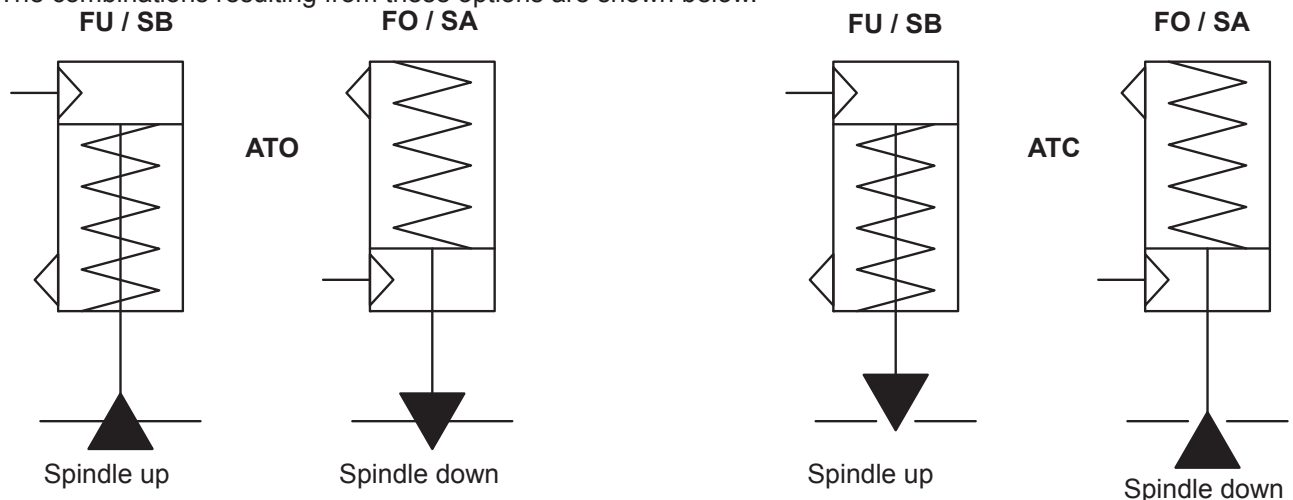 The combinations resulting from these options are shown below:
FU / SB
FO / SA
FU / SB
FO / SA
ATO
ATC
Spindle up
Spindle down
Spindle up
Spindle down